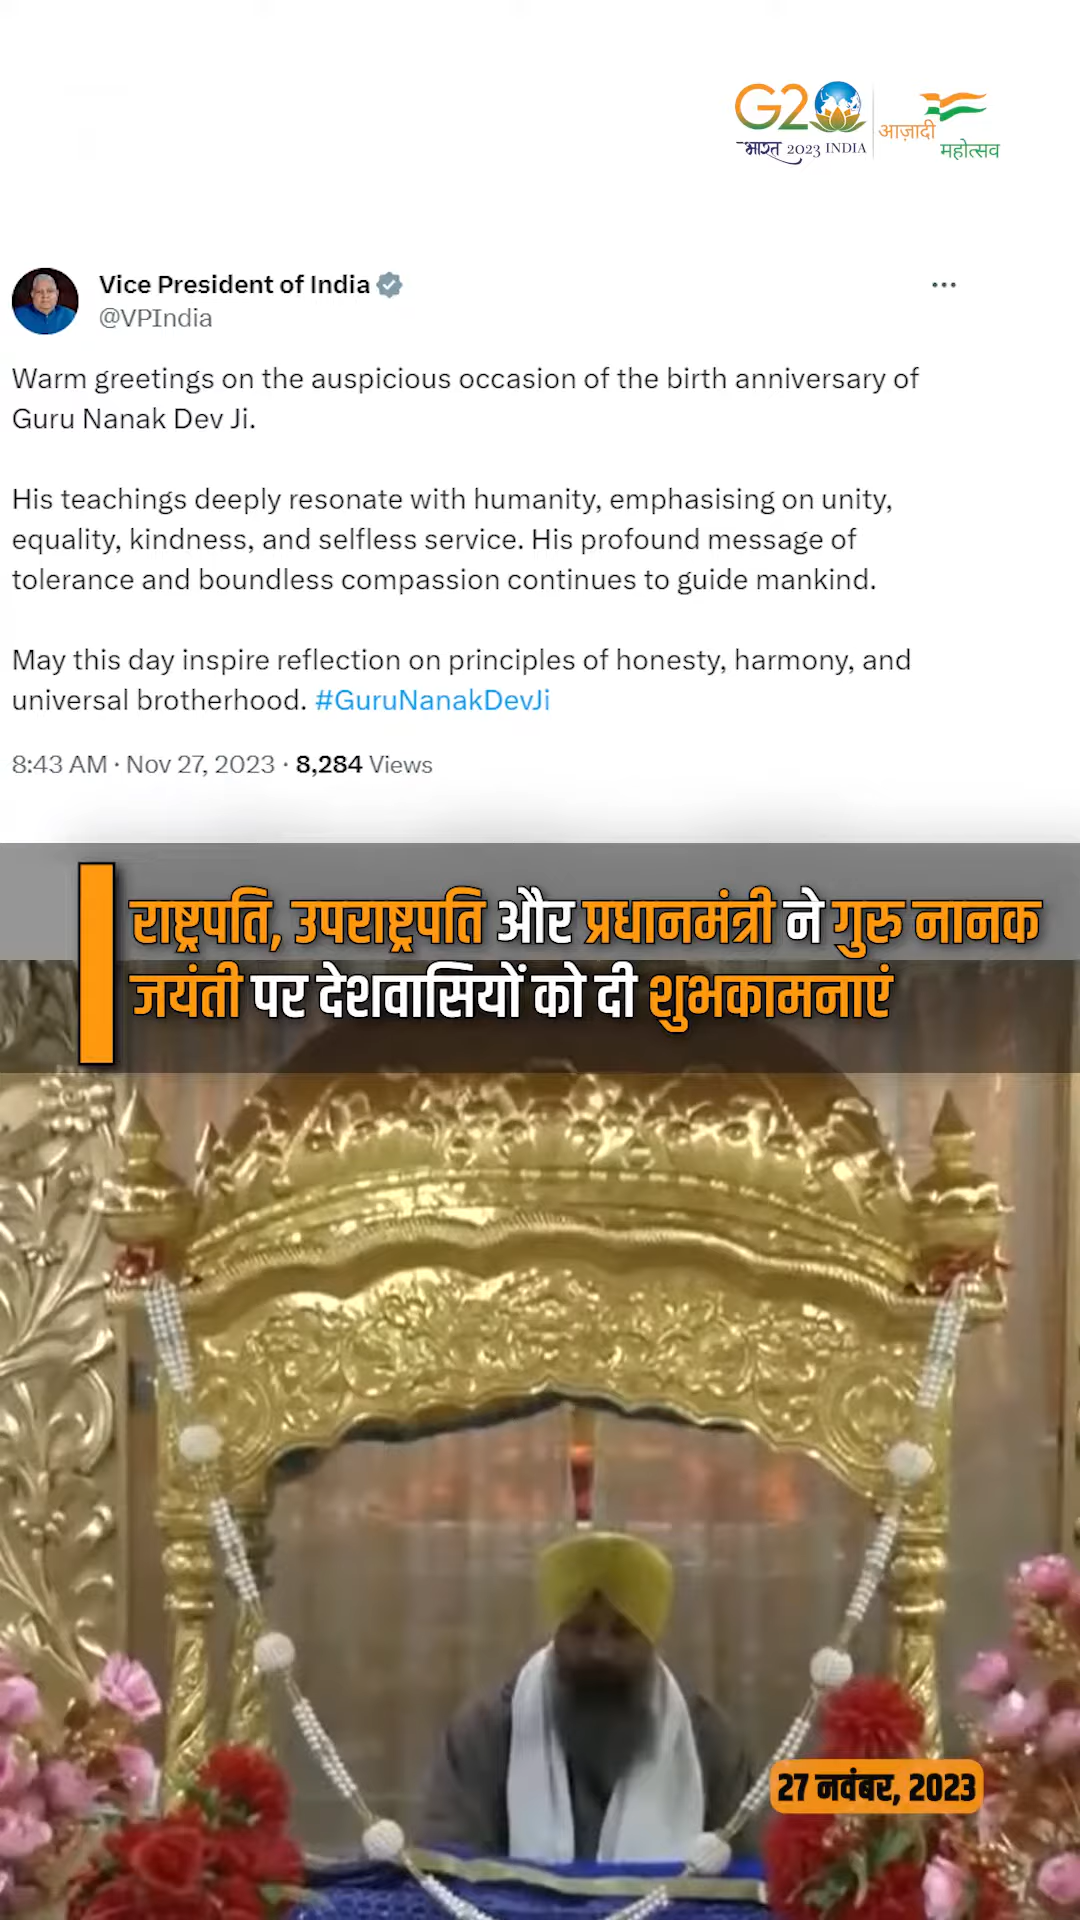 G20
भारत 2023 INDIA
आज़ादी
महोत्सव
Vice President of India
@VPIndia
Warm greetings on the auspicious occasion of the birth anniversary of
Guru Nanak Dev Ji.
His teachings deeply resonate with humanity, emphasising on unity,
equality, kindness, and selfless service. His profound message of
tolerance and boundless compassion continues to guide mankind.
May this day inspire reflection on principles of honesty, harmony, and
universal brotherhood. #GuruNanakDevJi
8:43 AM · Nov 27, 2023 · 8,284 Views
राष्ट्रपति, उपराष्ट्रपति और प्रधानमंत्री ने गुरु नानक
जयंती पर देशवासियों को दी शुभकामनाएं
27 नवंबर, 2023